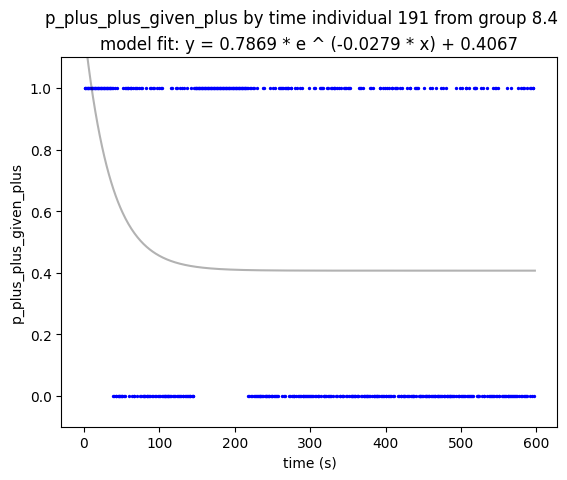 p_plus_plus_given_plus by time individual 191 from group 8.4
model fit: y = 0.7869 * e ^ (-0.0279 * x) + 0.4067
p_plus_plus_given_plus
1.0
0.8
0.6
0.4
0.2
0.0
0 100 200 300 400 500 600
time (s)